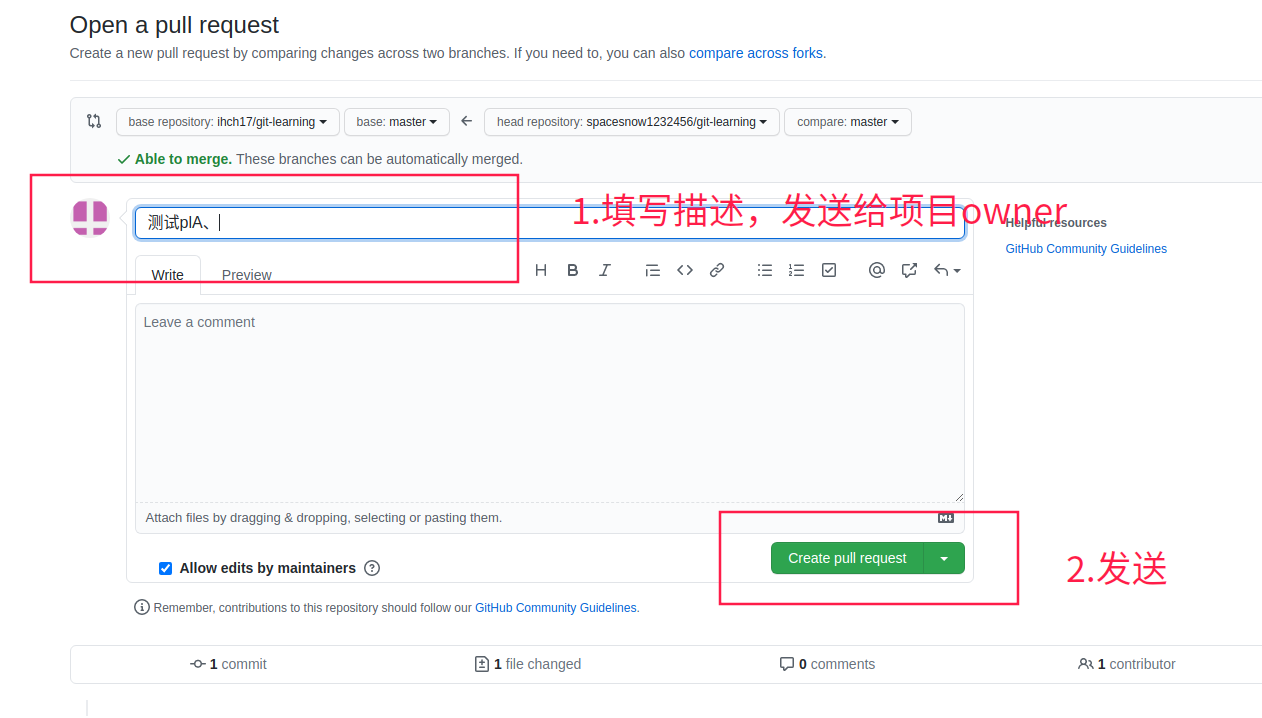 Open a pull request
Create a new pull request by comparing changes across two branches. If you need to, you can also compare across forks.
base repository: ihch17/git-learning base: master head repository: spacesnow1232456/git-learning compare: master
Able to merge. These branches can be automatically merged.
测试pIA、
1.填写描述，发送给项目owner
Helpful resources
GitHub Community Guidelines
Write Preview
Leave a comment
Attach files by dragging & dropping, selecting or pasting them.
Create pull request
2.发送
Allow edits by maintainers
Remember, contributions to this repository should follow our GitHub Community Guidelines.
1 commit 1 file changed 0 comments 1 contributor